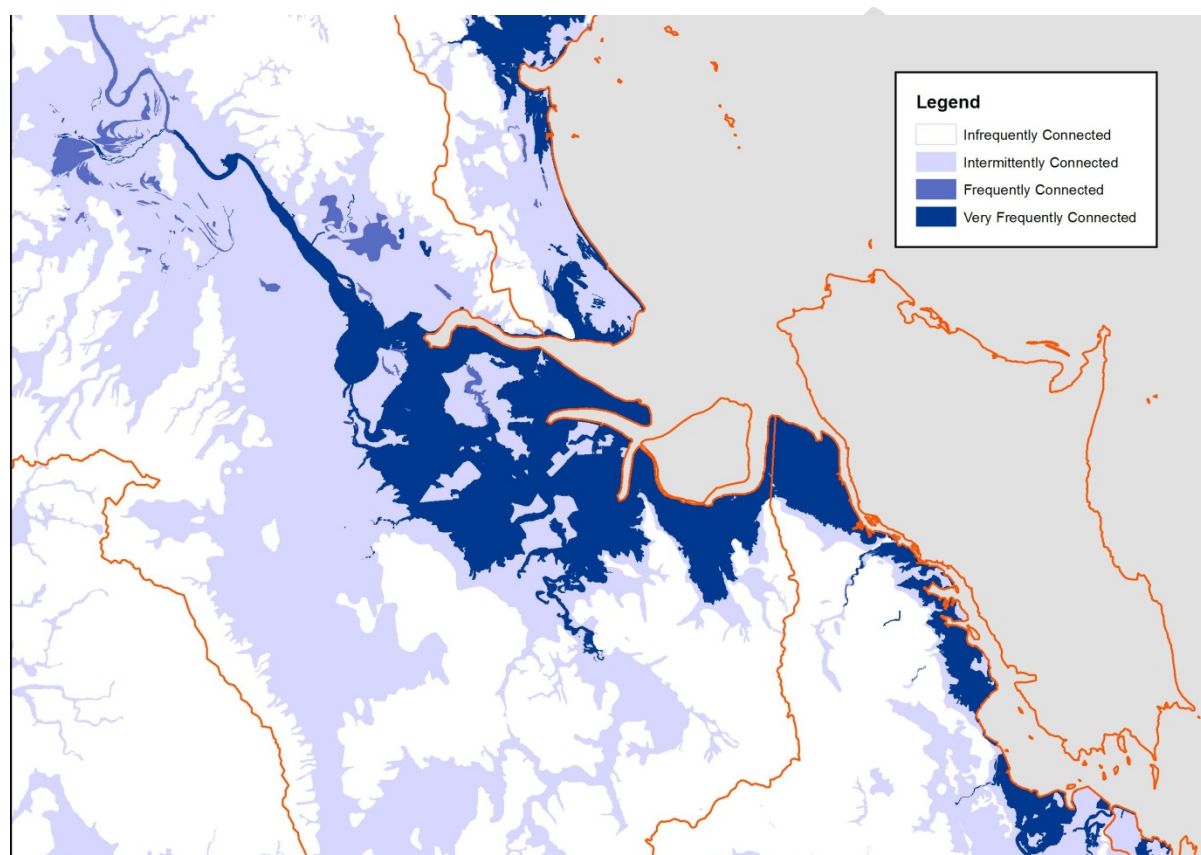 Legend
Infrequently Connected
Intermittently Connected
Frequently Connected
Very Frequently Connected